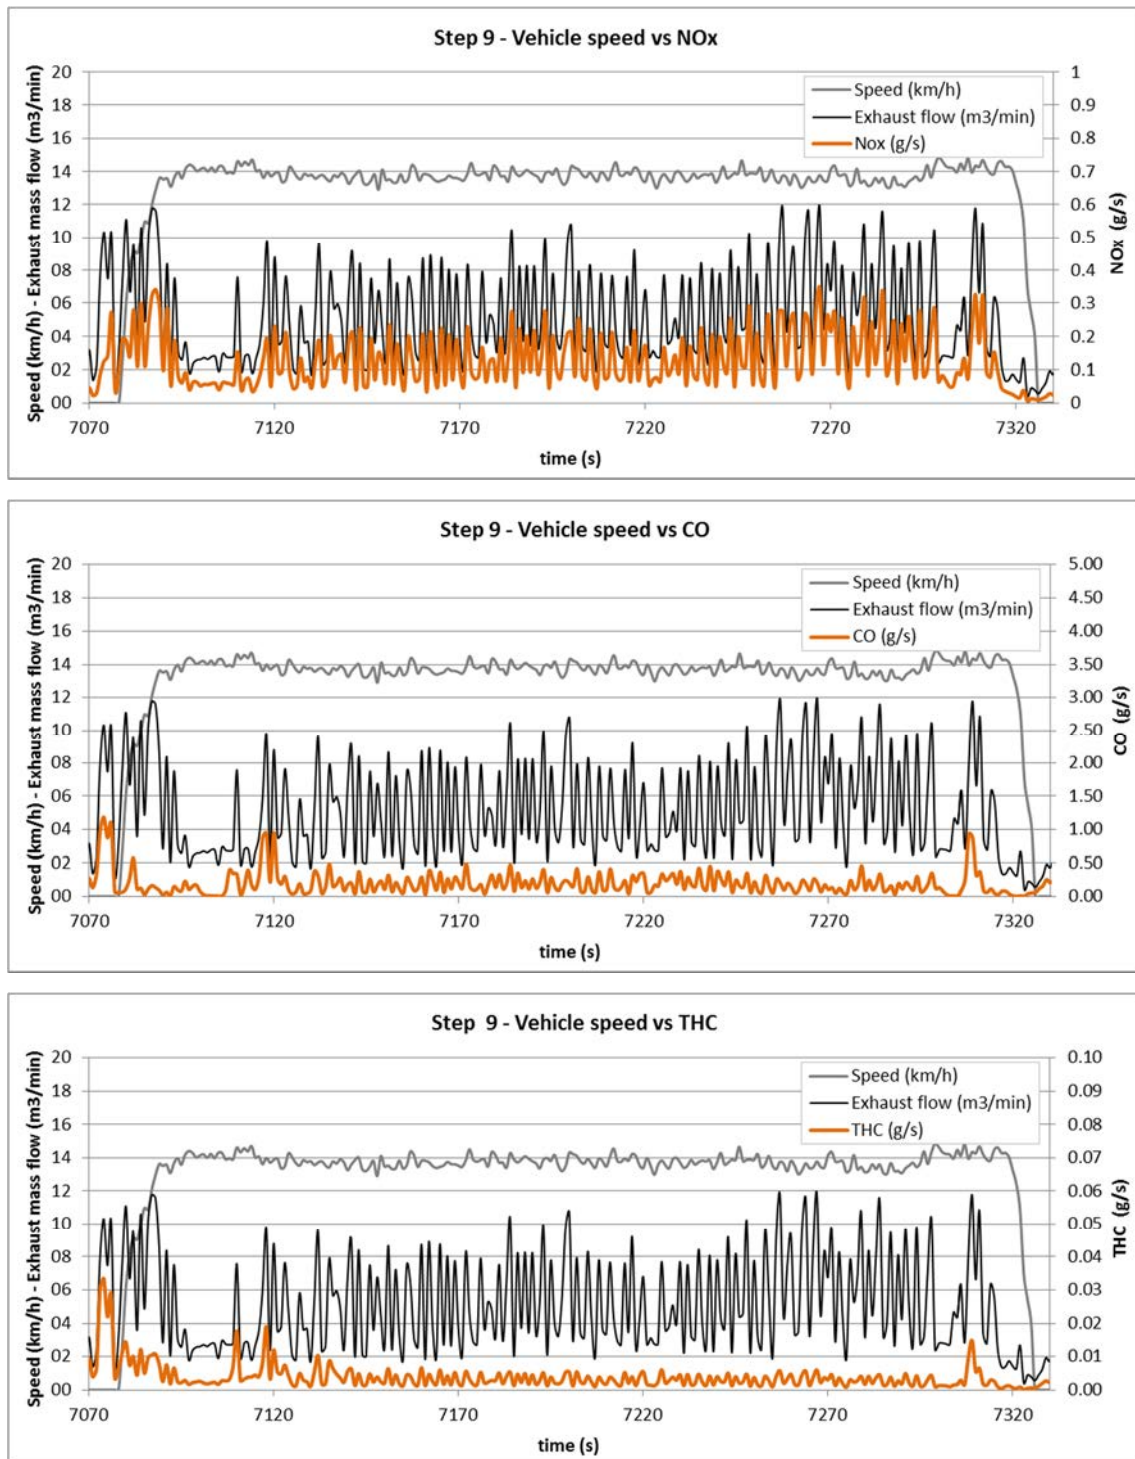 Step 9 - Vehicle speed vs NOx
Speed (km/h) - Exhaust mass flow (m3/min)
20
18
16
14
12
10
08
06
04
02
00
Speed (km/h)
Exhaust flow (m3/min)
Nox (g/s)
1
0.9
0.8
0.7
0.6
0.5
0.4
0.3
0.2
0.1
0
NOx (g/s)
7070 7120 7170 7220 7270 7320
time (s)
Step 9 - Vehicle speed vs CO
Speed (km/h) - Exhaust mass flow (m3/min)
20
18
16
14
12
10
08
06
04
02
00
Speed (km/h)
Exhaust flow (m3/min)
CO (g/s)
5.00
4.50
4.00
3.50
3.00
2.50
2.00
1.50
1.00
0.50
0.00
CO (g/s)
7070 7120 7170 7220 7270 7320
time (s)
Step 9 - Vehicle speed vs THC
Speed (km/h) - Exhaust mass flow (m3/min)
20
18
16
14
12
10
08
06
04
02
00
Speed (km/h)
Exhaust flow (m3/min)
THC (g/s)
0.10
0.09
0.08
0.07
0.06
0.05
0.04
0.03
0.02
0.01
0.00
THC (g/s)
7070 7120 7170 7220 7270 7320
time (s)